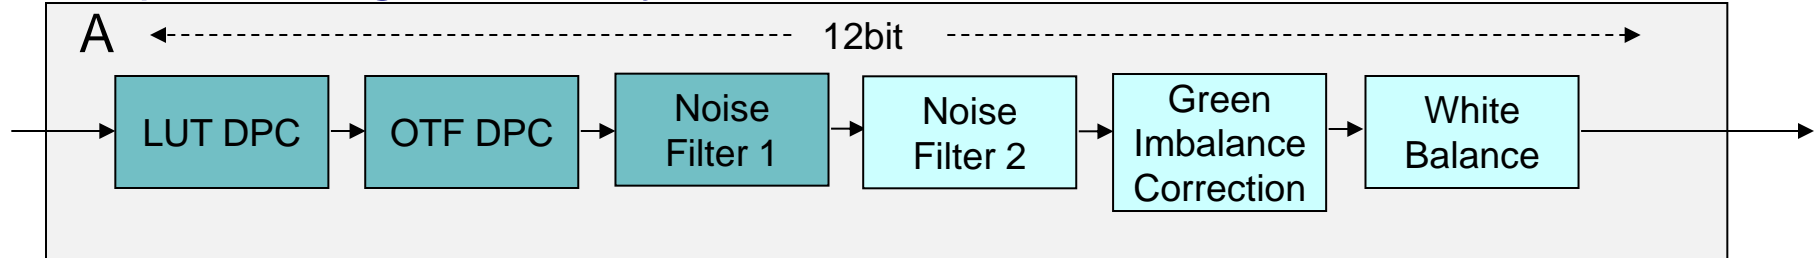 A
12bit
LUT DPC
OTF DPC
Noise
Filter 1
Noise
Filter 2
Green
Imbalance
Correction
White
Balance